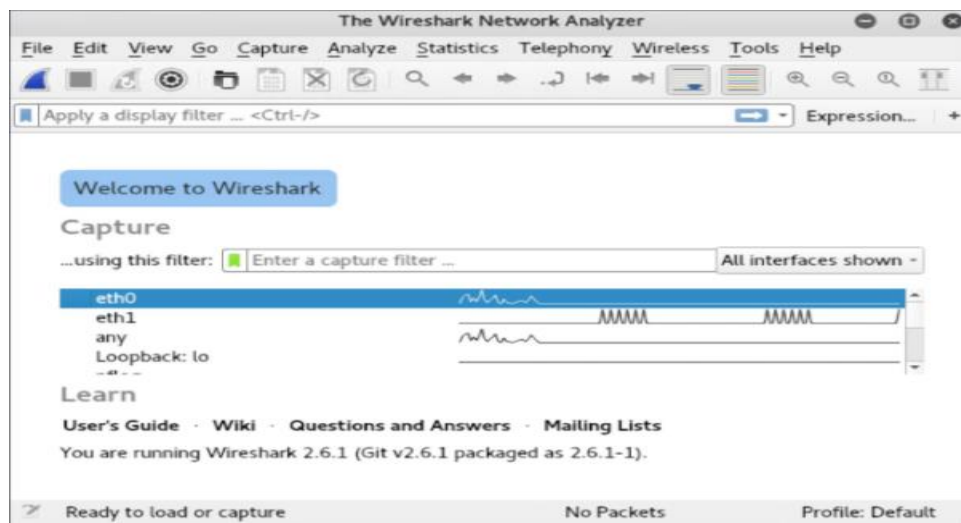 The Wireshark Network Analyzer
File Edit View Go Capture Analyze Statistics Telephony Wireless Tools Help
Apply a display filter ... <Ctrl-/> Expression... +
Welcome to Wireshark
Capture
...using this filter: Enter a capture filter ... All interfaces shown
eth0
eth1
any
Loopback: lo
Learn
User's Guide · Wiki · Questions and Answers · Mailing Lists
You are running Wireshark 2.6.1 (Git v2.6.1 packaged as 2.6.1-1).
Ready to load or capture No Packets Profile: Default